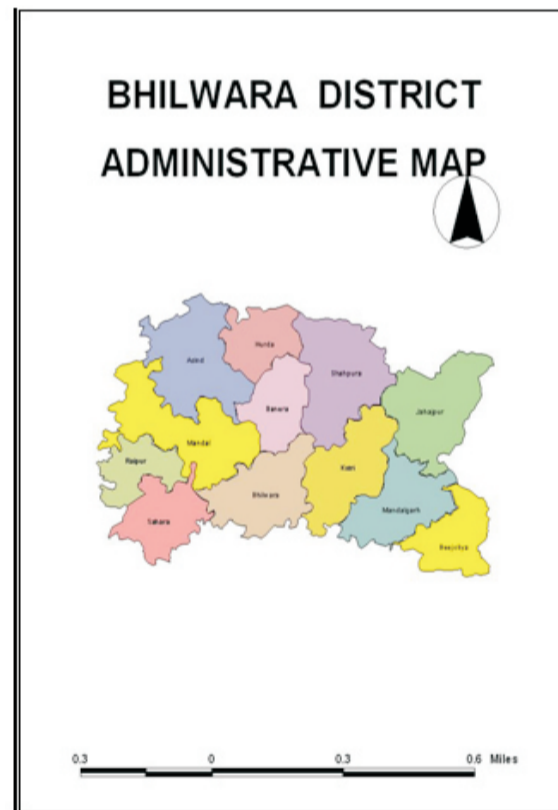 BHILWARA DISTRICT
ADMINISTRATIVE MAP
Asind
Hurda
Shahpura
Banera
Jahajpur
Mandal
Raipur
Kotri
Bhilwara
Mandalgarh
Sahara
Beejoliya
0.3 0 0.3 0.6 Miles